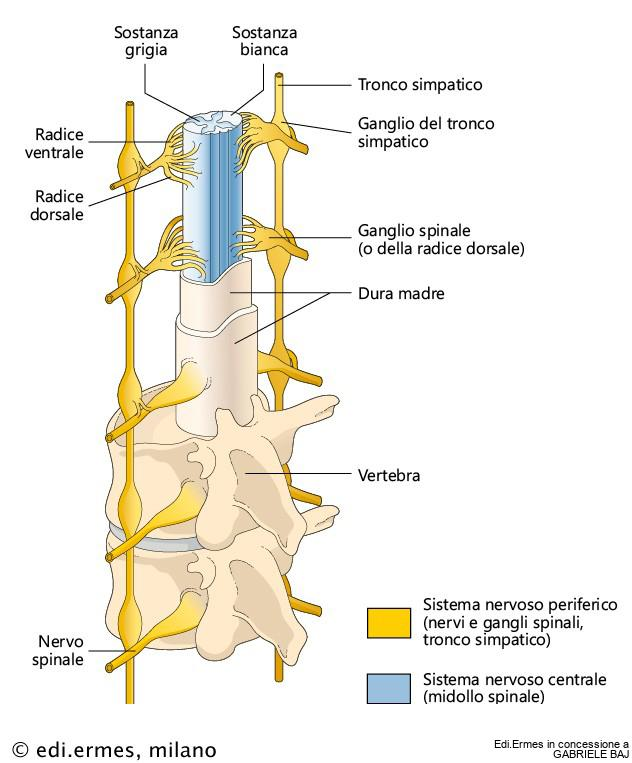 Sostanza
grigia
Sostanza
bianca
Tronco simpatico
Ganglio del tronco
simpatico
Radice
ventrale
Radice
dorsale
Ganglio spinale
(o della radice dorsale)
Dura madre
Vertebra
Sistema nervoso periferico
(nervi e gangli spinali,
tronco simpatico)
Nervo
spinale
Sistema nervoso centrale
(midollo spinale)
© edi.ermes, milano
Edi.Ermes in concessione a
GABRIELE BAJ